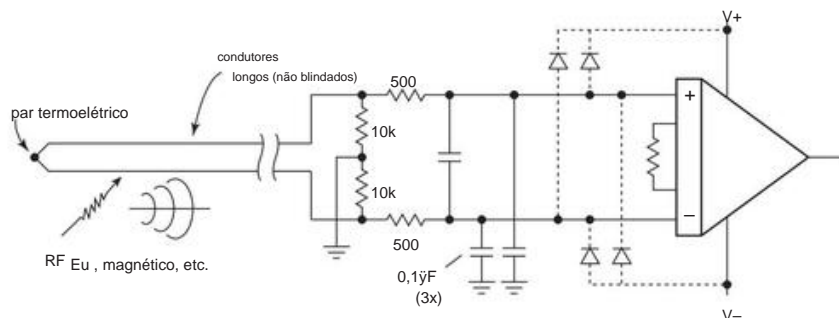 V+
condutores
longos (não blindados)
500
par termoelétrico
+
10k
10k
–
500
RF Eu , magnético, etc.
0,1ÿF
(3x)
V–